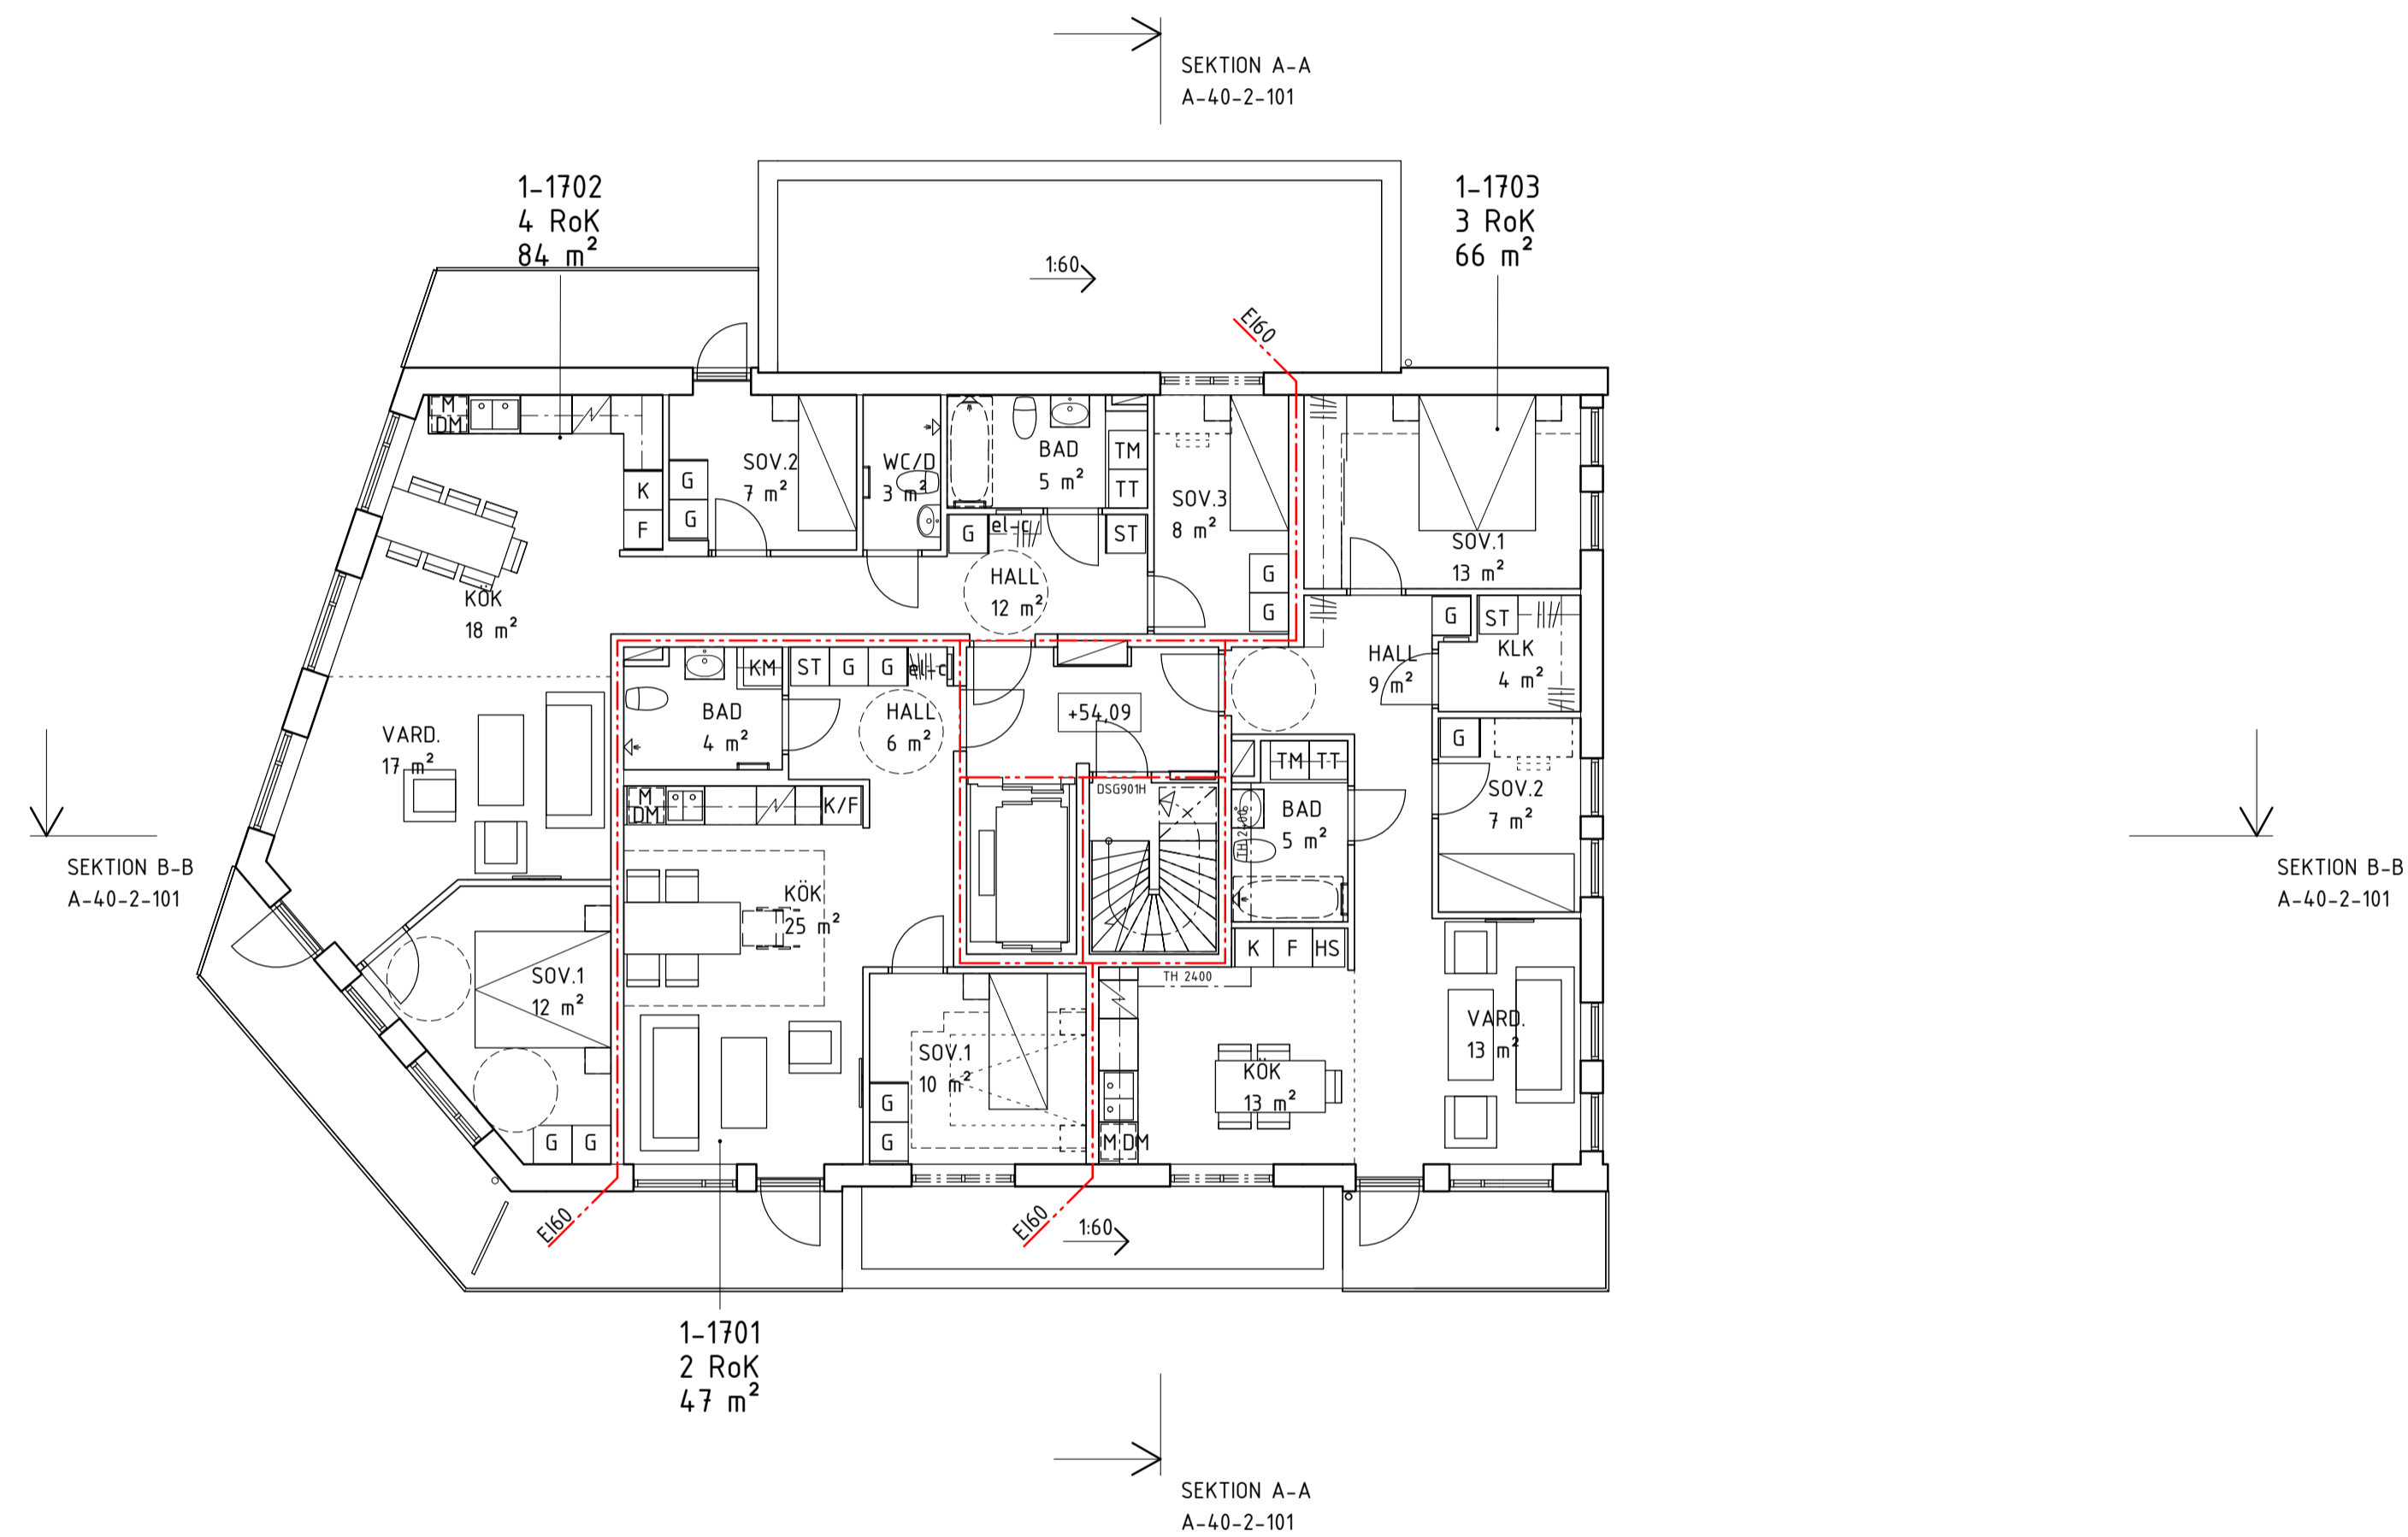 SEKTION A-A
A-40-2-101
1-1702
4 RoK
84 m²
1-1703
3 RoK
66 m²
1:60
EI60
M
DM
K
F
G
G
SOV.2
7 m²
WC/D
3 m²
BAD
5 m²
TM
TT
G
el-c
ST
SOV.3
8 m²
G
G
SOV.1
13 m²
KÖK
18 m²
HALL
12 m²
G
ST
KLK
4 m²
HALL
9 m²
KM
ST
G
G
el-c
BAD
4 m²
HALL
6 m²
+54,09
VARD.
17 m²
G
SOV.2
7 m²
TM
TT
DSG901H
TH2406
BAD
5 m²
M
DM
K/F
SEKTION B-B
A-40-2-101
SEKTION B-B
A-40-2-101
KÖK
25 m²
K
F
HS
TH 2400
SOV.1
12 m²
G
G
SOV.1
10 m²
G
G
KÖK
13 m²
M DM
VARD.
13 m²
EI60
EI60
1:60
1-1701
2 RoK
47 m²
SEKTION A-A
A-40-2-101